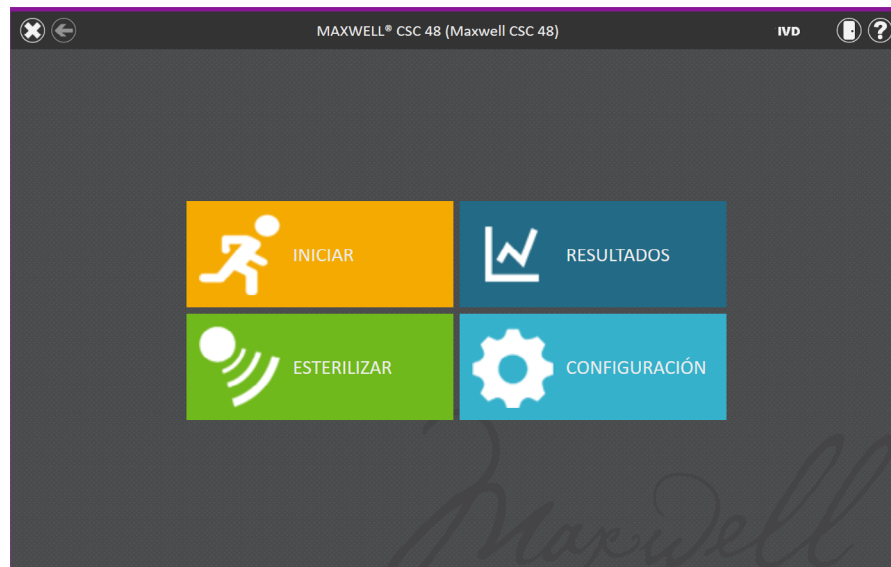 MAXWELL® CSC 48 (Maxwell CSC 48)
IVD
?
INICIAR
RESULTADOS
ESTERILIZAR
CONFIGURACIÓN
Maxwell